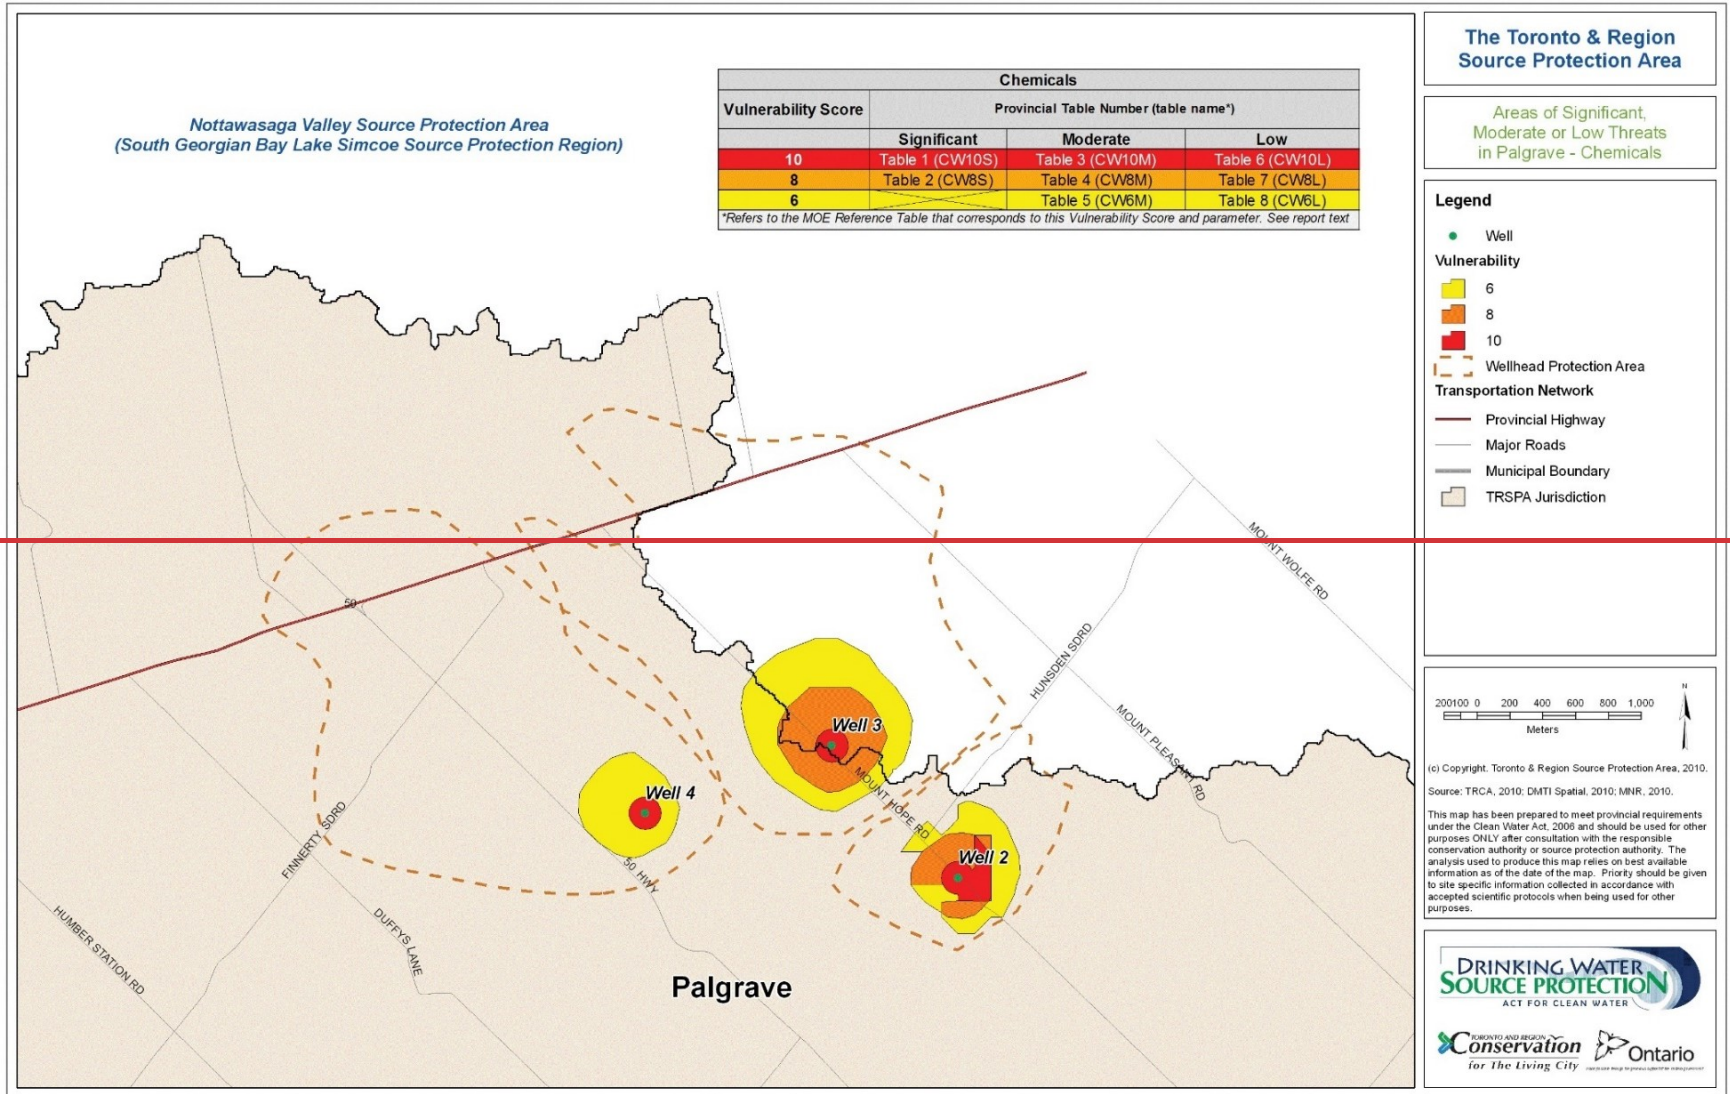 Nottawasaga Valley Source Protection Area
(South Georgian Bay Lake Simcoe Source Protection Region)
Chemicals
Vulnerability Score Provincial Table Number (table name*)
Significant Moderate Low
10 Table 1 (CW10S) Table 3 (CW10M) Table 6 (CW10L)
8 Table 2 (CW8S) Table 4 (CW8M) Table 7 (CW8L)
6 Table 5 (CW6M) Table 8 (CW6L)
*Refers to the MOE Reference Table that corresponds to this Vulnerability Score and parameter. See report text
50
MOUNT WOLFE RD
HUNSDEN SDRD
MOUNT PLEASANT RD
Well 3
MOUNT HOPE RD
Well 4
Well 2
FINNERTY SDRD
50 HWY
HUMBER STATION RD
DUFFYS LANE
Palgrave
The Toronto & Region
Source Protection Area
Areas of Significant,
Moderate or Low Threats
in Palgrave - Chemicals
Legend
Well
Vulnerability
6
8
10
Wellhead Protection Area
Transportation Network
Provincial Highway
Major Roads
Municipal Boundary
TRSPA Jurisdiction
200100 0 200 400 600 800 1,000
Meters
N
(c) Copyright. Toronto & Region Source Protection Area, 2010.
Source: TRCA, 2010; DMTI Spatial, 2010; MNR, 2010.
This map has been prepared to meet provincial requirements
under the Clean Water Act, 2006 and should be used for other
purposes ONLY after consultation with the responsible
conservation authority or source protection authority. The
analysis used to produce this map relies on best available
information as of the date of the map. Priority should be given
to site specific information collected in accordance with
accepted scientific protocols when being used for other
purposes.
DRINKING WATER
SOURCE PROTECTION
ACT FOR CLEAN WATER
TORONTO AND REGION
Conservation
for The Living City
Ontario